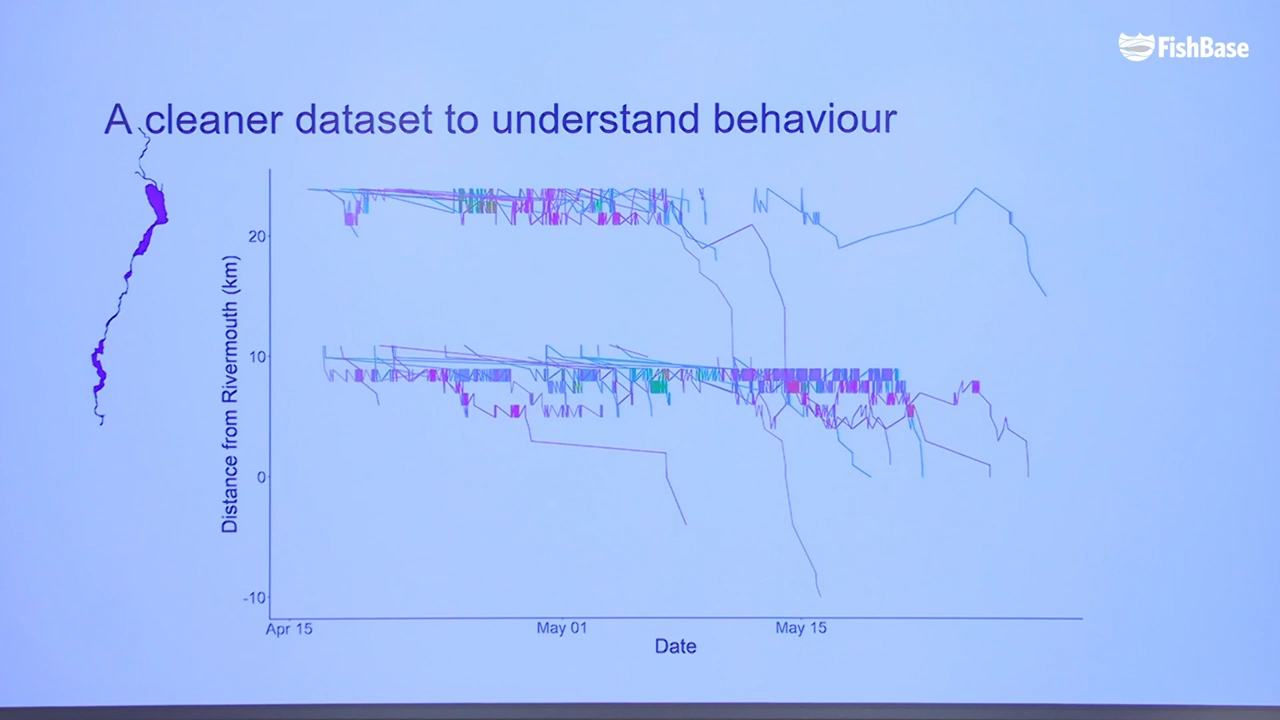 FishBase
A cleaner dataset to understand behaviour
Distance from Rivermouth (km)
20
10
0
-10
Apr 15
May 01
May 15
Date